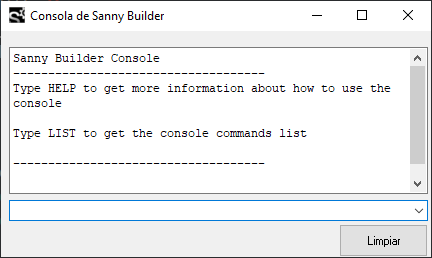 Consola de Sanny Builder
Sanny Builder Console
------------------------------------
Type HELP to get more information about how to use the
console
Type LIST to get the console commands list
------------------------------------
Limpiar